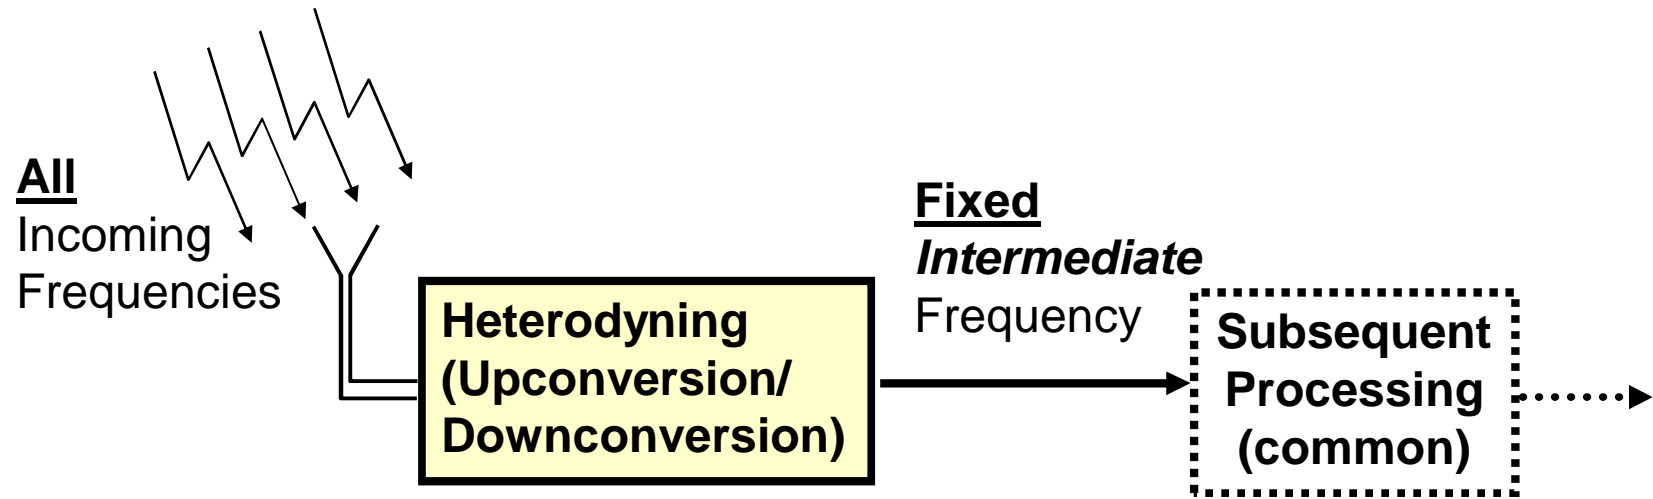 All
Incoming
Frequencies
Heterodyning
(Upconversion/
Downconversion)
Fixed
Intermediate
Frequency
Subsequent
Processing
(common)